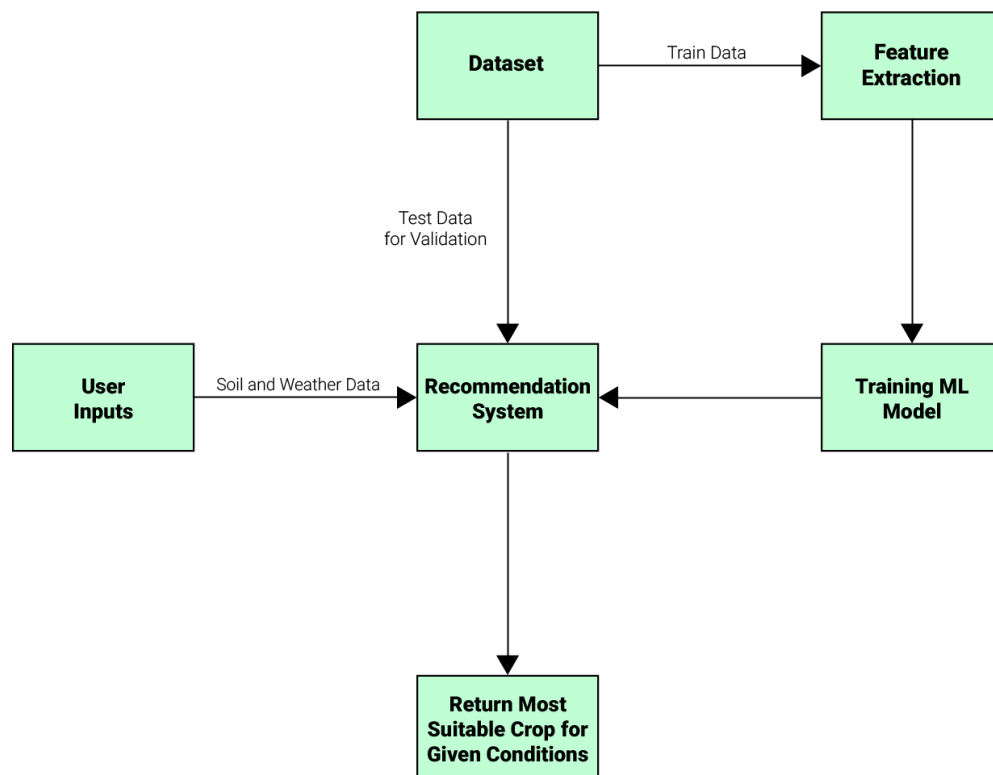 Dataset
Train Data
Feature
Extraction
Test Data
for Validation
User
Inputs
Soil and Weather Data
Recommendation
System
Training ML
Model
Return Most
Suitable Crop for
Given Conditions